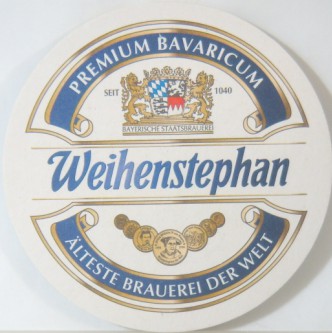 PREMIUM BAVARICUM
SEIT 1040
BAYERISCHE STAATSBRAUEREI
Weihenstephan
ÄLTESTE BRAUEREI DER WELT